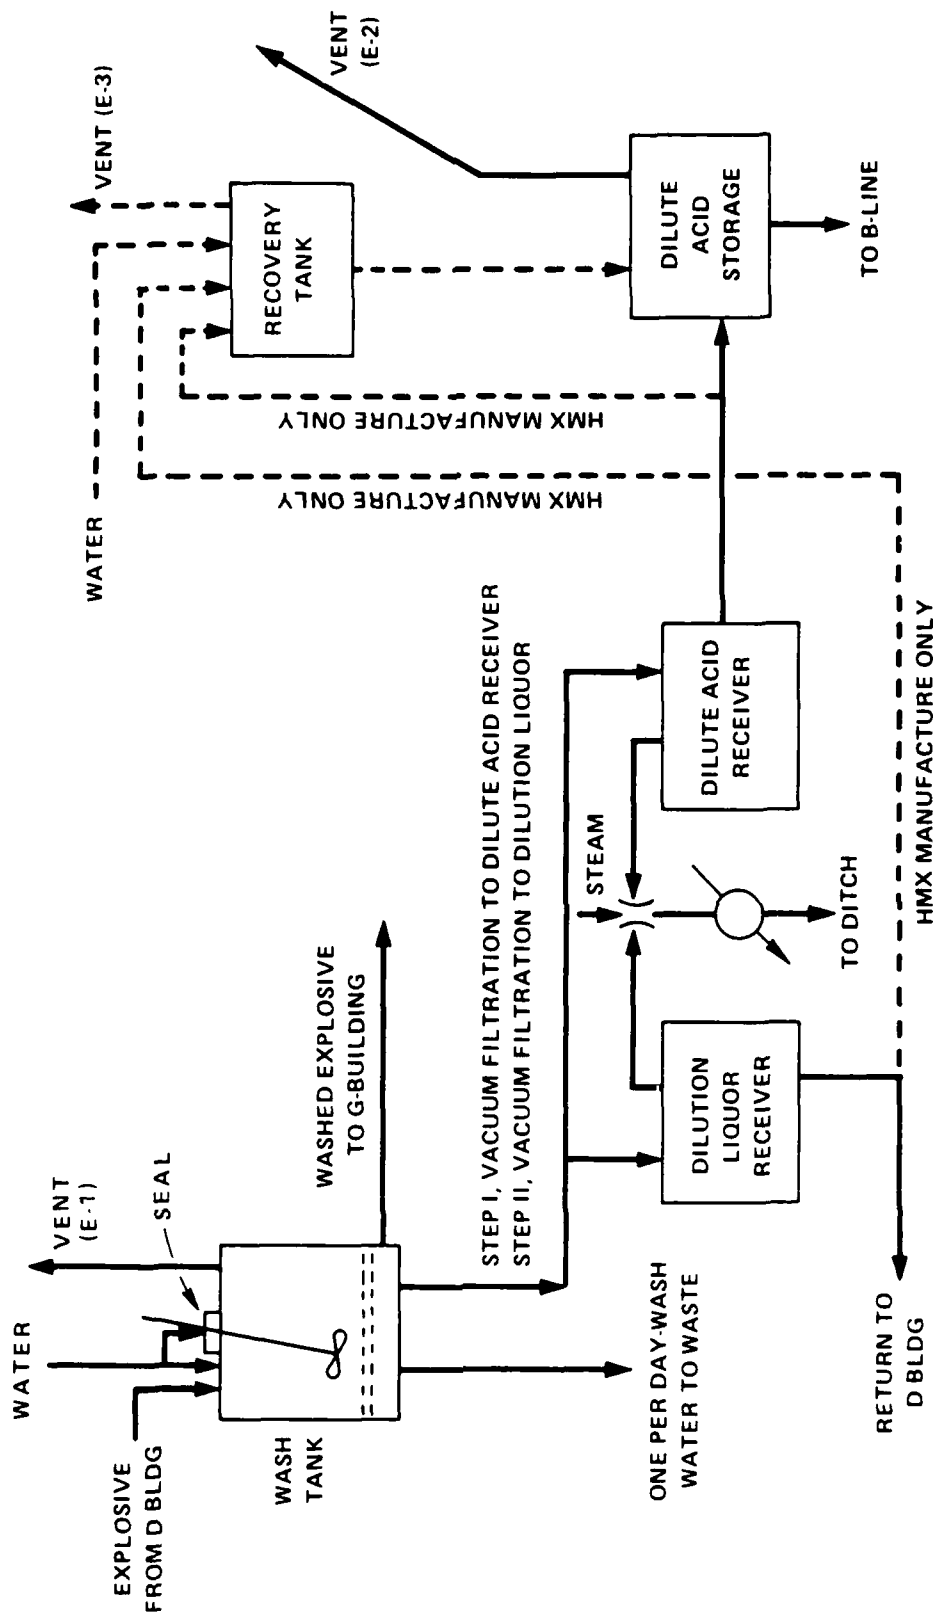 WATER
VENT
(E-1)
SEAL
EXPLOSIVE
FROM D BLDG
WASH
TANK
WASHED EXPLOSIVE
TO G-BUILDING
ONE PER DAY-WASH
WATER TO WASTE
STEP I, VACUUM FILTRATION TO DILUTE ACID RECEIVER
STEP II, VACUUM FILTRATION TO DILUTION LIQUOR
STEAM
DILUTION
LIQUOR
RECEIVER
DILUTE ACID
RECEIVER
TO DITCH
RETURN TO
D BLDG
HMX MANUFACTURE ONLY
WATER
VENT (E-3)
HMX MANUFACTURE ONLY
HMX MANUFACTURE ONLY
RECOVERY
TANK
VENT
(E-2)
DILUTE
ACID
STORAGE
TO B-LINE